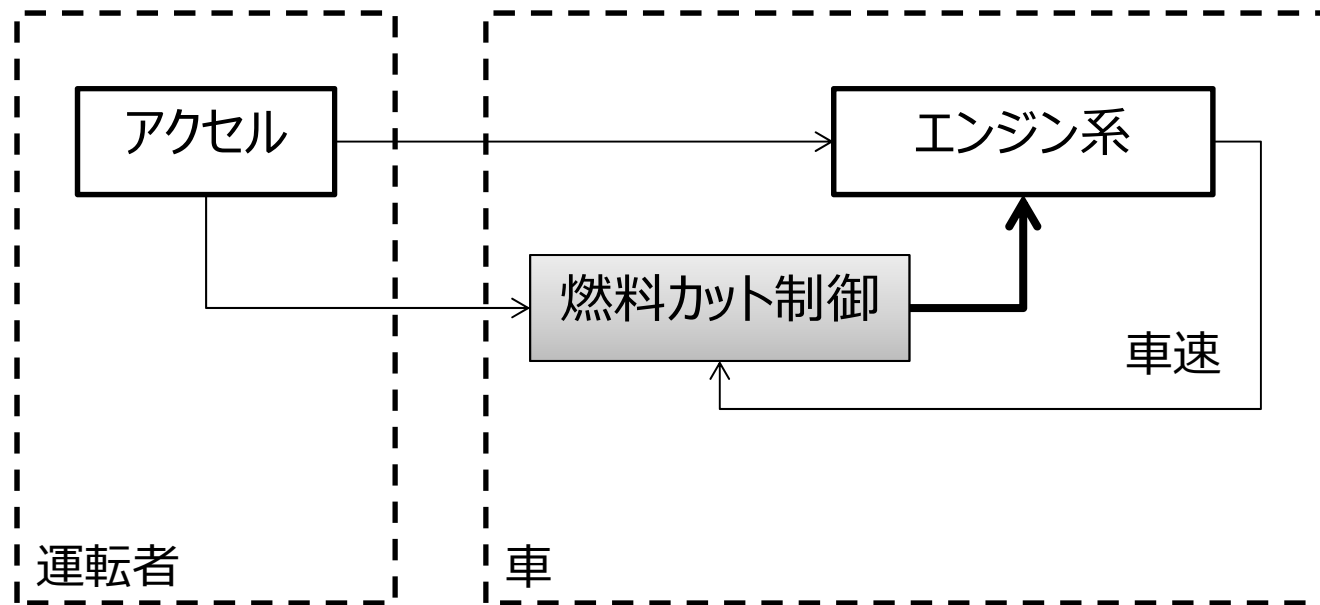 アクセル
エンジン系
燃料カット制御
車速
運転者
車